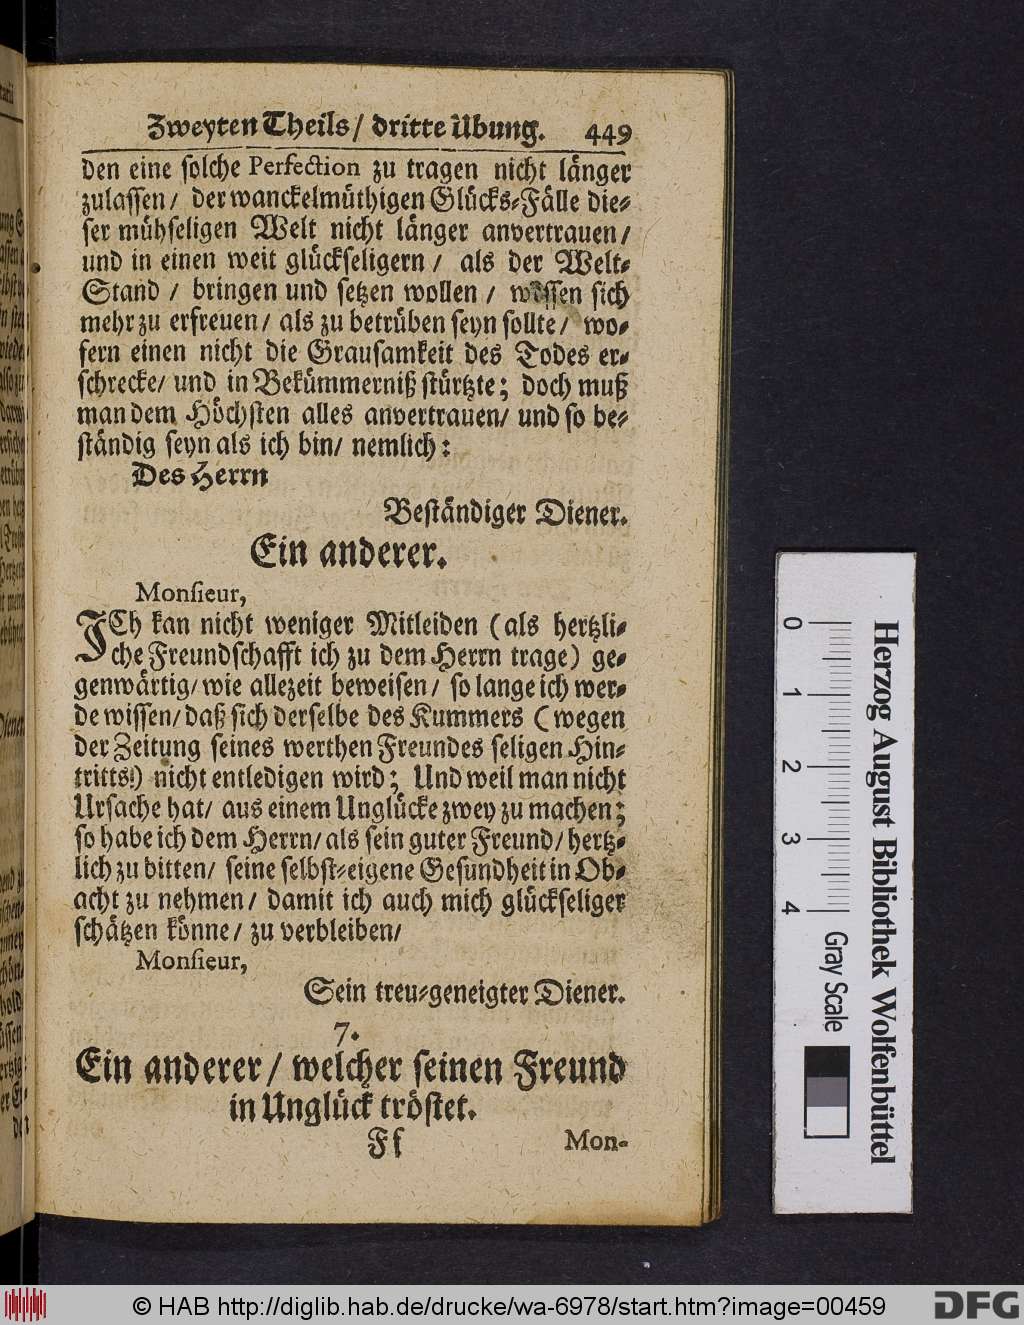 Zweyten Theils / dritte Ubung. 449
den eine solche Perfection zu tragen nicht länger
zulassen / der wanckelmüthigen Glücks-Fälle die-
ser mühseligen Welt nicht länger anvertrauen /
und in einen weit glückseligern / als der Welt-
Stand / bringen und setzen wollen / wessen sich
mehr zu erfreuen / als zu betrüben seyn sollte / wo-
fern einen nicht die Grausamkeit des Todes er-
schrecke / und in Bekümmerniß stürtzte; doch muß
man dem Höchsten alles anvertrauen / und so be-
ständig seyn als ich bin / nemlich:
Des Herrn
Beständiger Diener.
Ein anderer.
Monsieur,
ICh kan nicht weniger Mitleiden (als hertzli-
che Freundschafft ich zu dem Herrn trage) ge-
genwärtig / wie allezeit beweisen / so lange ich wer-
de wissen / daß sich derselbe des Kummers (wegen
der Zeitung seines werthen Freundes seligen Hin-
tritts!) nicht entledigen wird; Und weil man nicht
Ursache hat / aus einem Unglücke zwey zu machen;
so habe ich dem Herrn / als sein guter Freund / hertz-
lich zu bitten / seine selbst-eigene Gesundheit in Ob-
acht zu nehmen / damit ich auch mich glückseliger
schätzen könne / zu verbleiben /
Monsieur,
Sein treu-geneigter Diener.
7.
Ein anderer / welcher seinen Freund
in Unglück tröstet.
Ff Mon-
0 1 2 3 4
Gray Scale
Herzog August Bibliothek Wolfenbüttel
© HAB http://diglib.hab.de/drucke/wa-6978/start.htm?image=00459
DFG